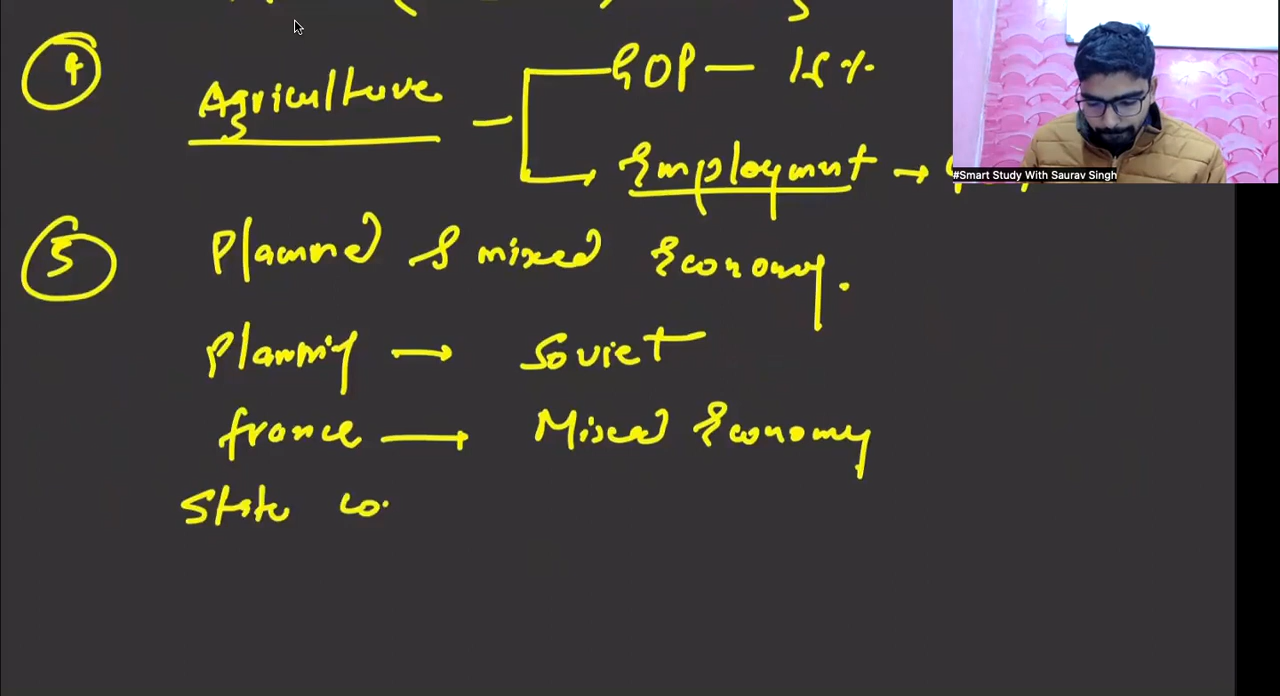 4 Agriculture - GDP - 15%
Employment →
#Smart Study With Saurav Singh
5 Planned & mixed Economy.
Planning → Soviet
france → Mixed Economy
State co